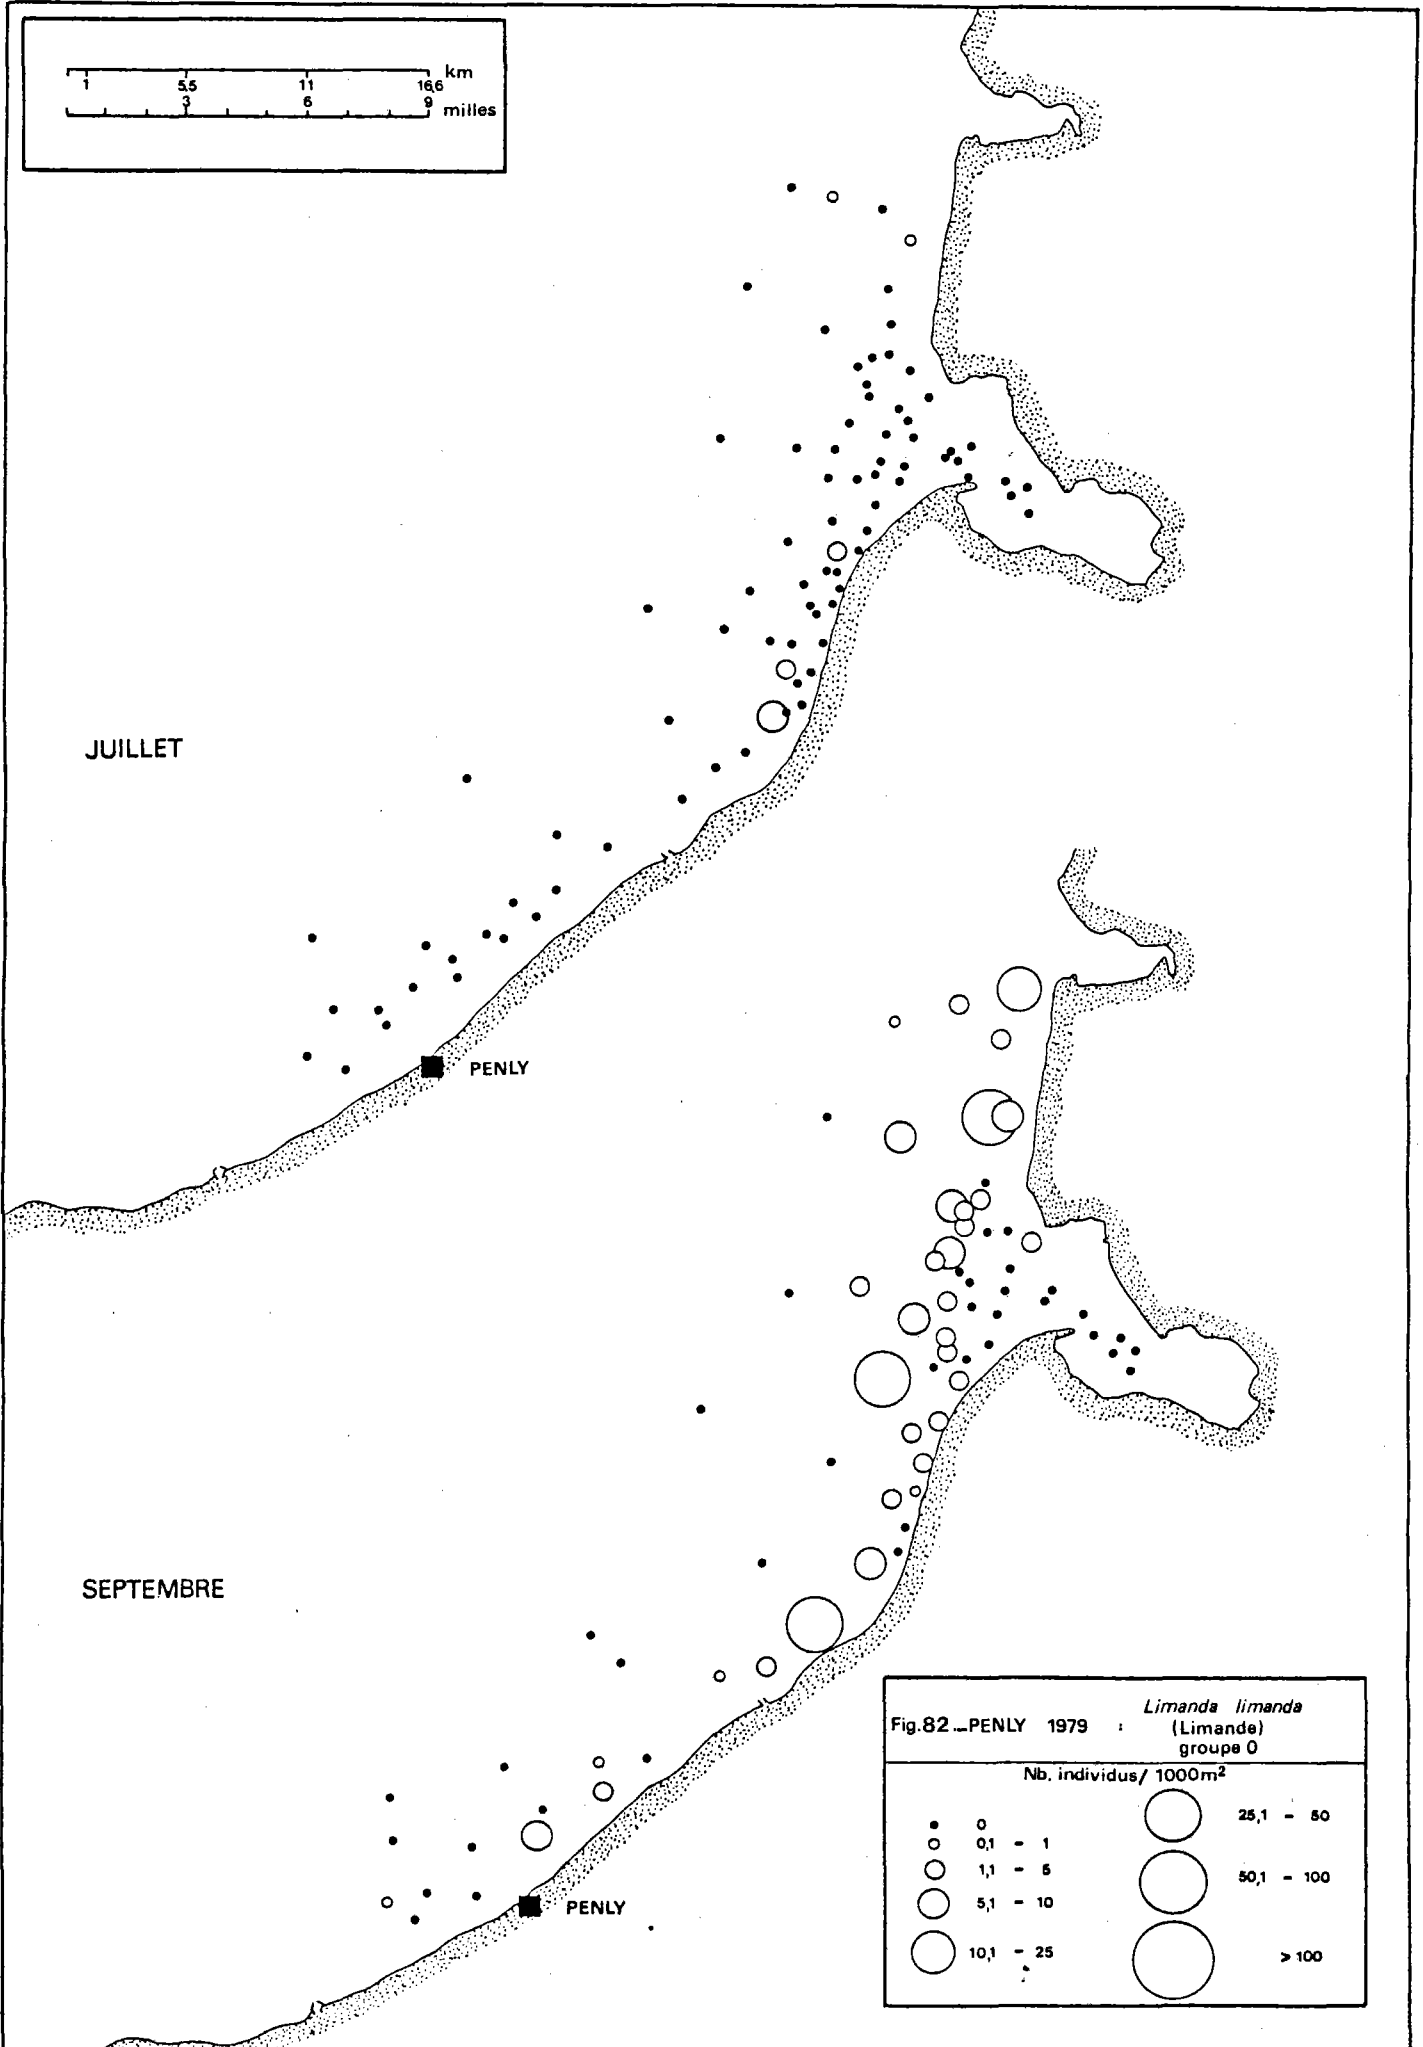 km
1 5,5 11 16,6
3 6 9
milles
JUILLET
PENLY
SEPTEMBRE
PENLY
Fig.82_PENLY 1979 : Limanda limanda
(Limande)
groupe 0
Nb. individus/ 1000m²
0
0,1 - 1
1,1 - 5
5,1 - 10
10,1 - 25
25,1 - 50
50,1 - 100
> 100